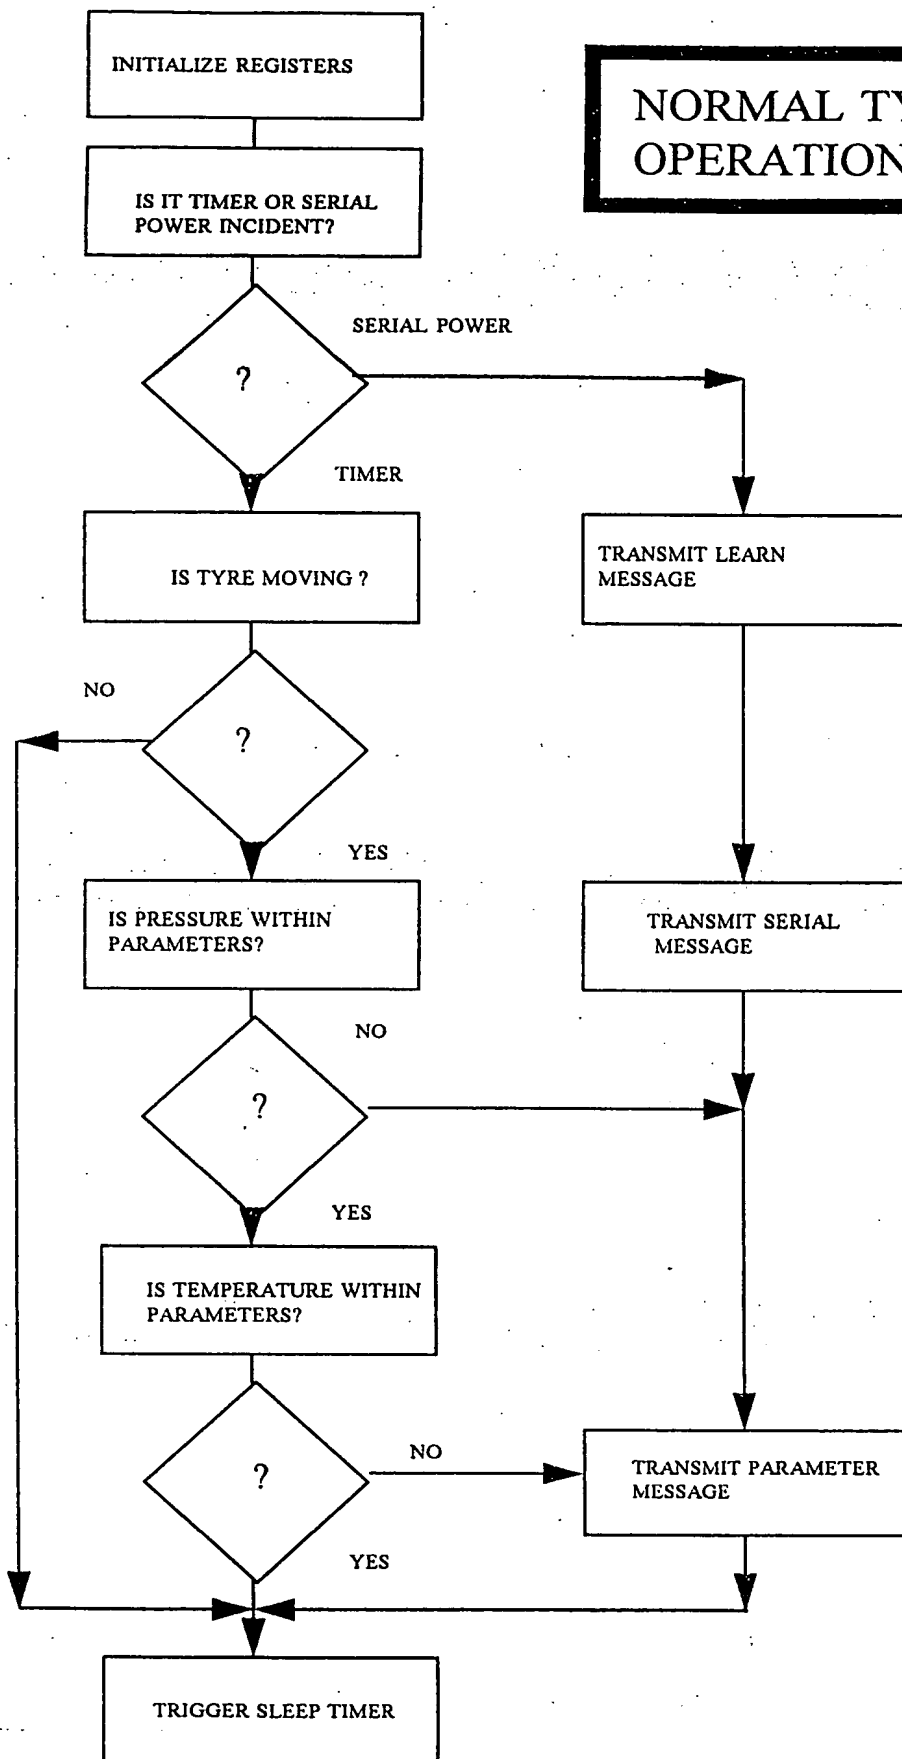 INITIALIZE REGISTERS
NORMAL
OPERATION
IS IT TIMER OR SERIAL
POWER INCIDENT?
SERIAL POWER
?
TIMER
IS TYRE MOVING ?
TRANSMIT LEARN
MESSAGE
NO
?
YES
IS PRESSURE WITHIN
PARAMETERS?
TRANSMIT SERIAL
MESSAGE
NO
?
YES
IS TEMPERATURE WITHIN
PARAMETERS?
NO
?
TRANSMIT PARAMETER
MESSAGE
YES
TRIGGER SLEEP TIMER